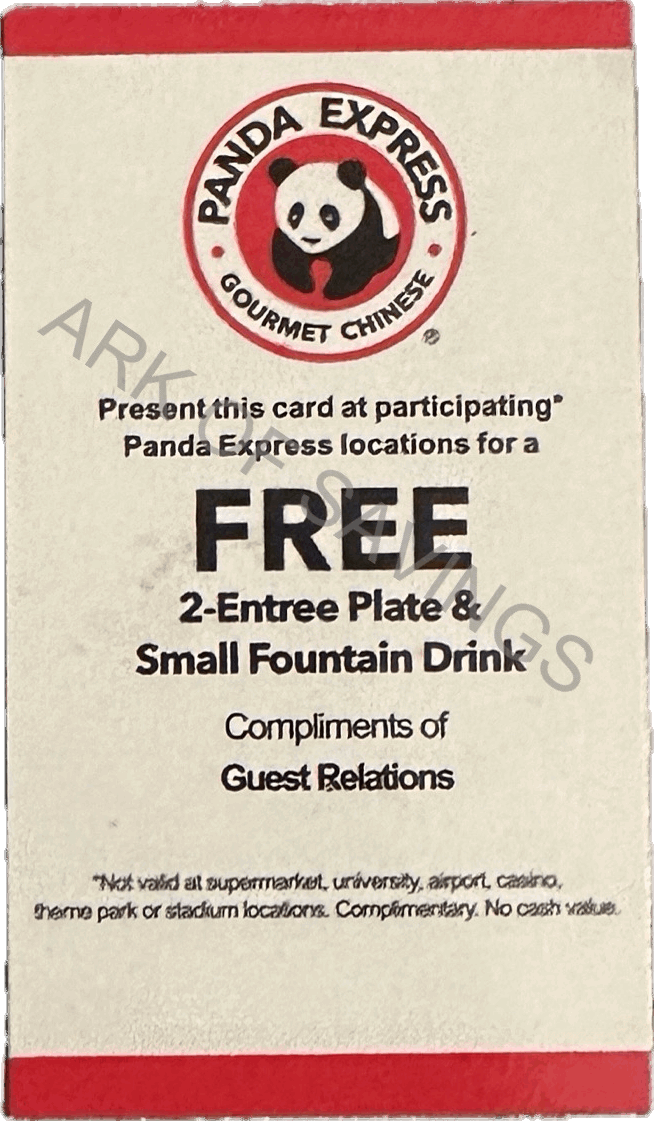 PANDA EXPRESS
GOURMET CHINESE
®
ARK OF SAVINGS
Present this card at participating*
Panda Express locations for a
FREE
2-Entree Plate &
Small Fountain Drink
Compliments of
Guest Relations
*Not valid at supermarket, university, airport, casino,
theme park or stadium locations. Complimentary. No cash value.